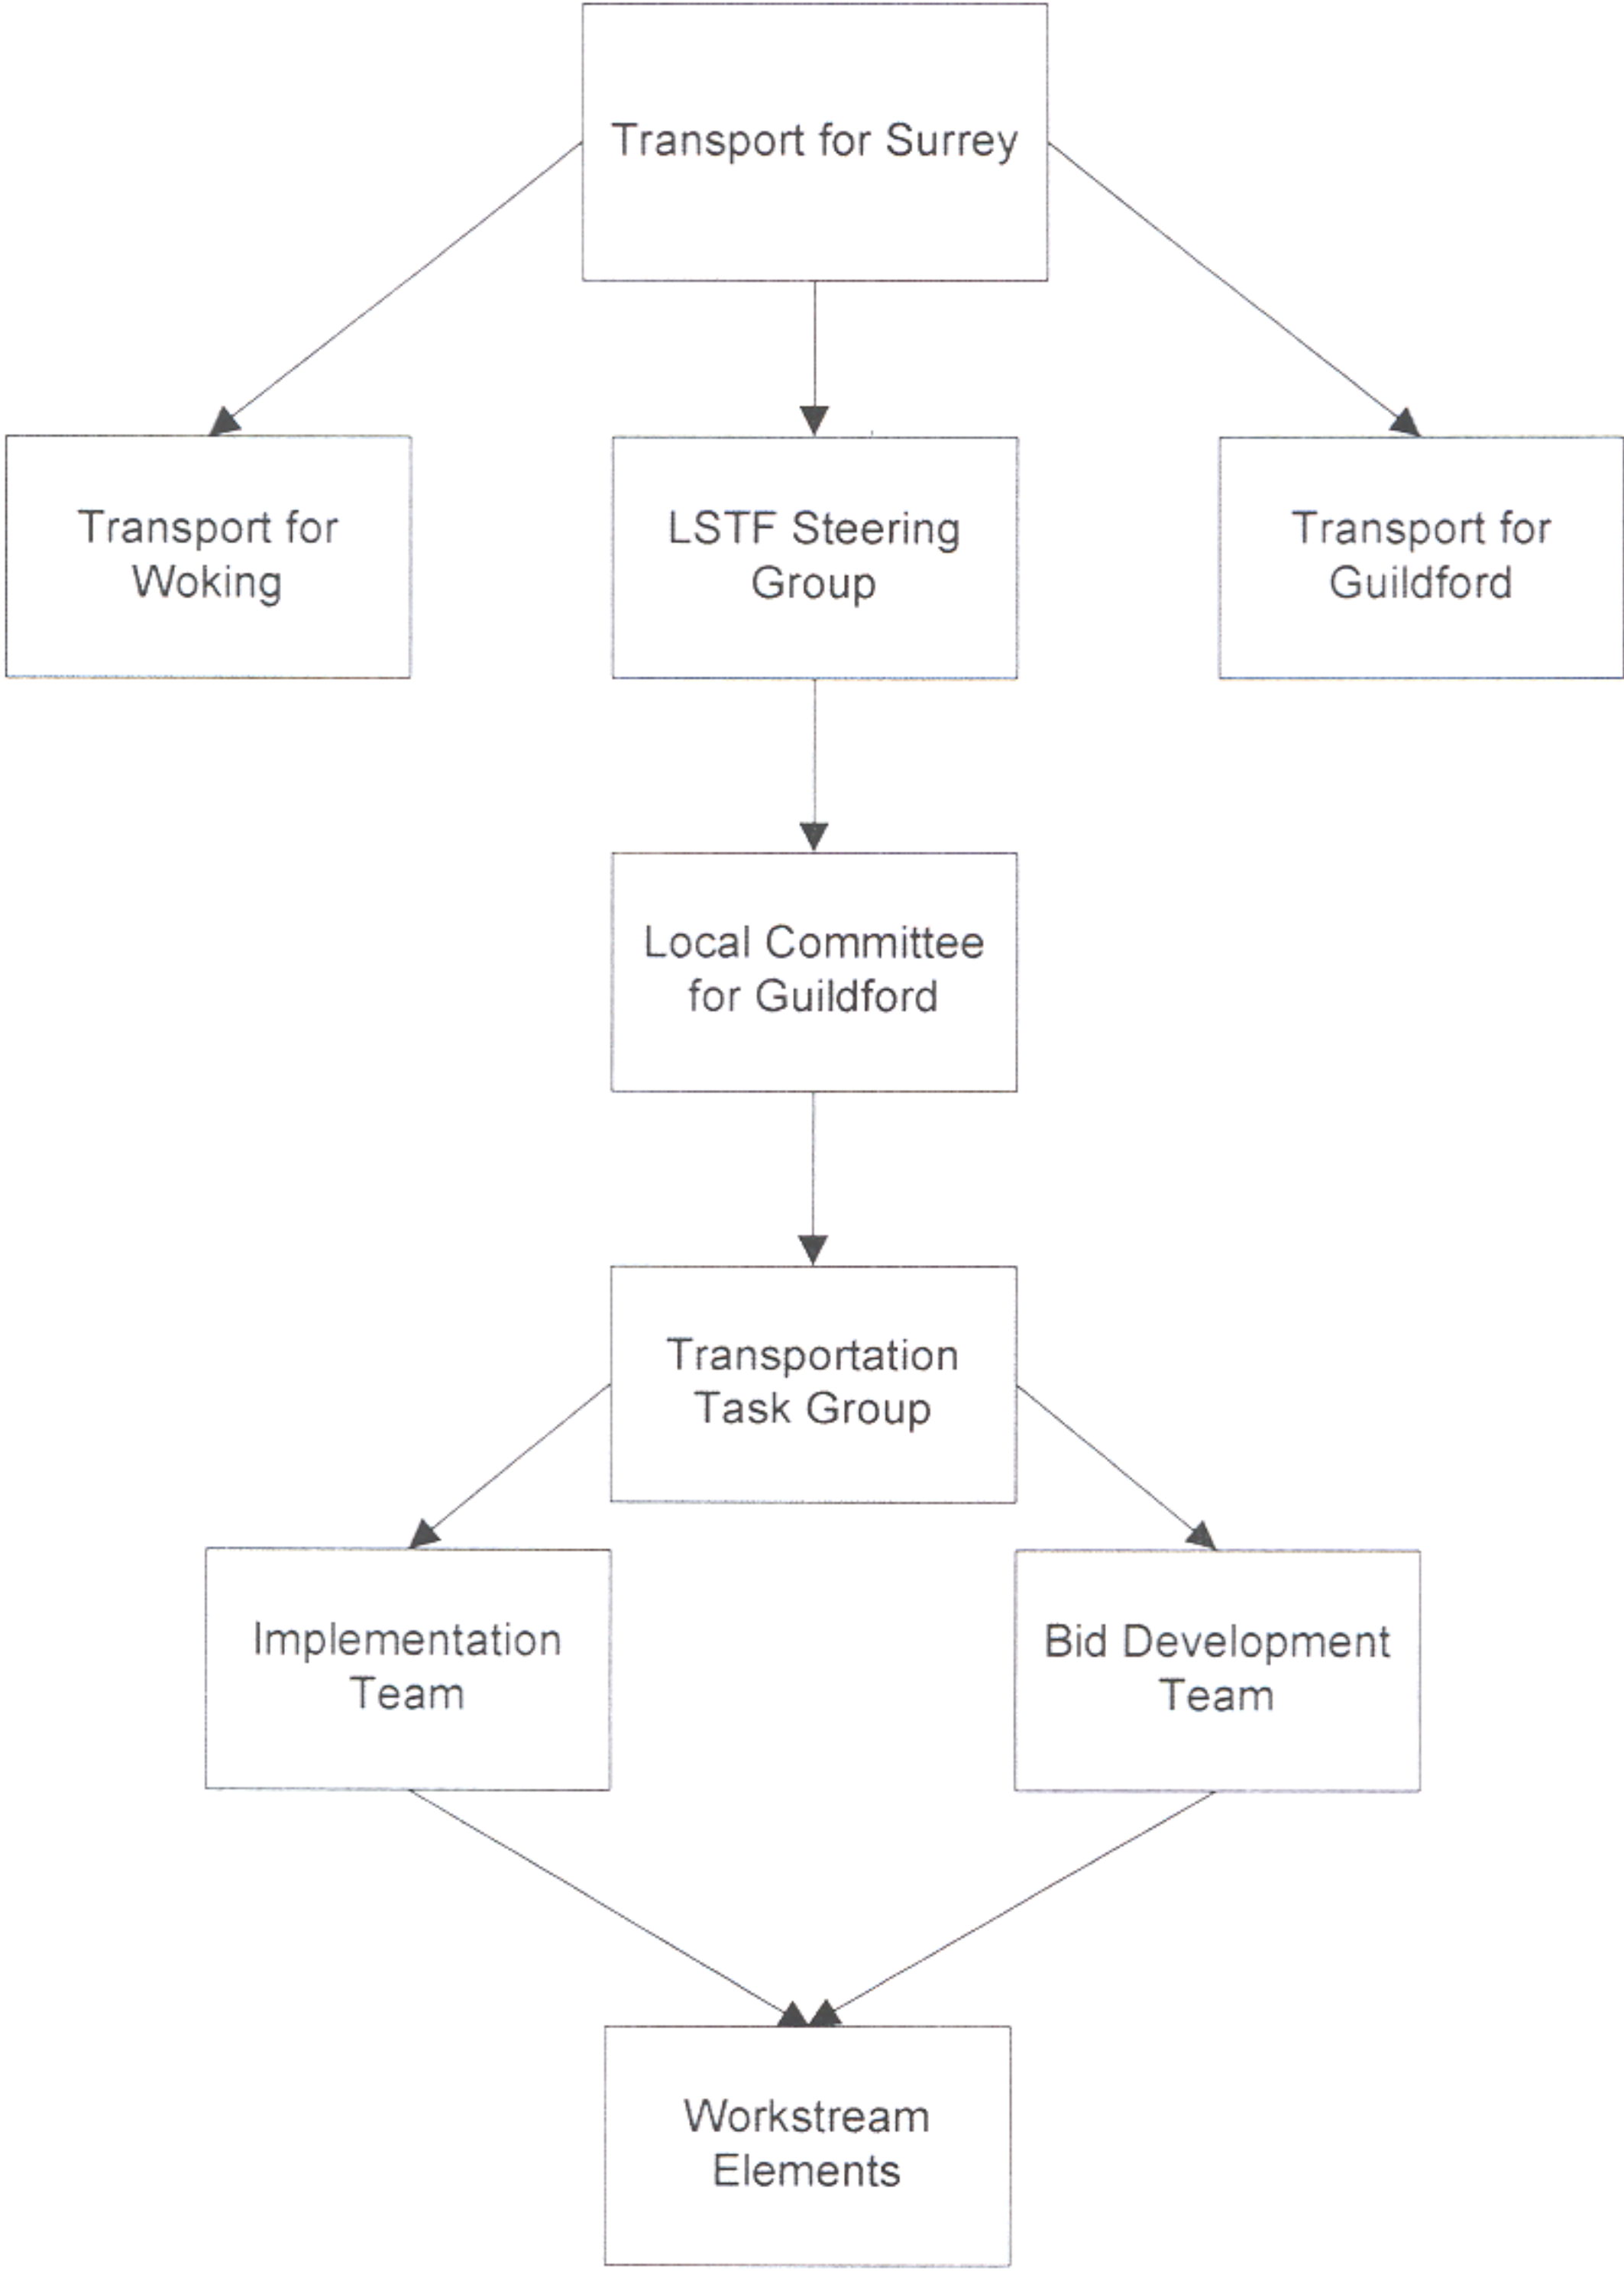 Transport for Surrey
Transport for
Woking
LSTF Steering
Group
Transport for
Guildford
Local Committee
for Guildford
Transportation
Task Group
Implementation
Team
Bid Development
Team
Workstream
Elements